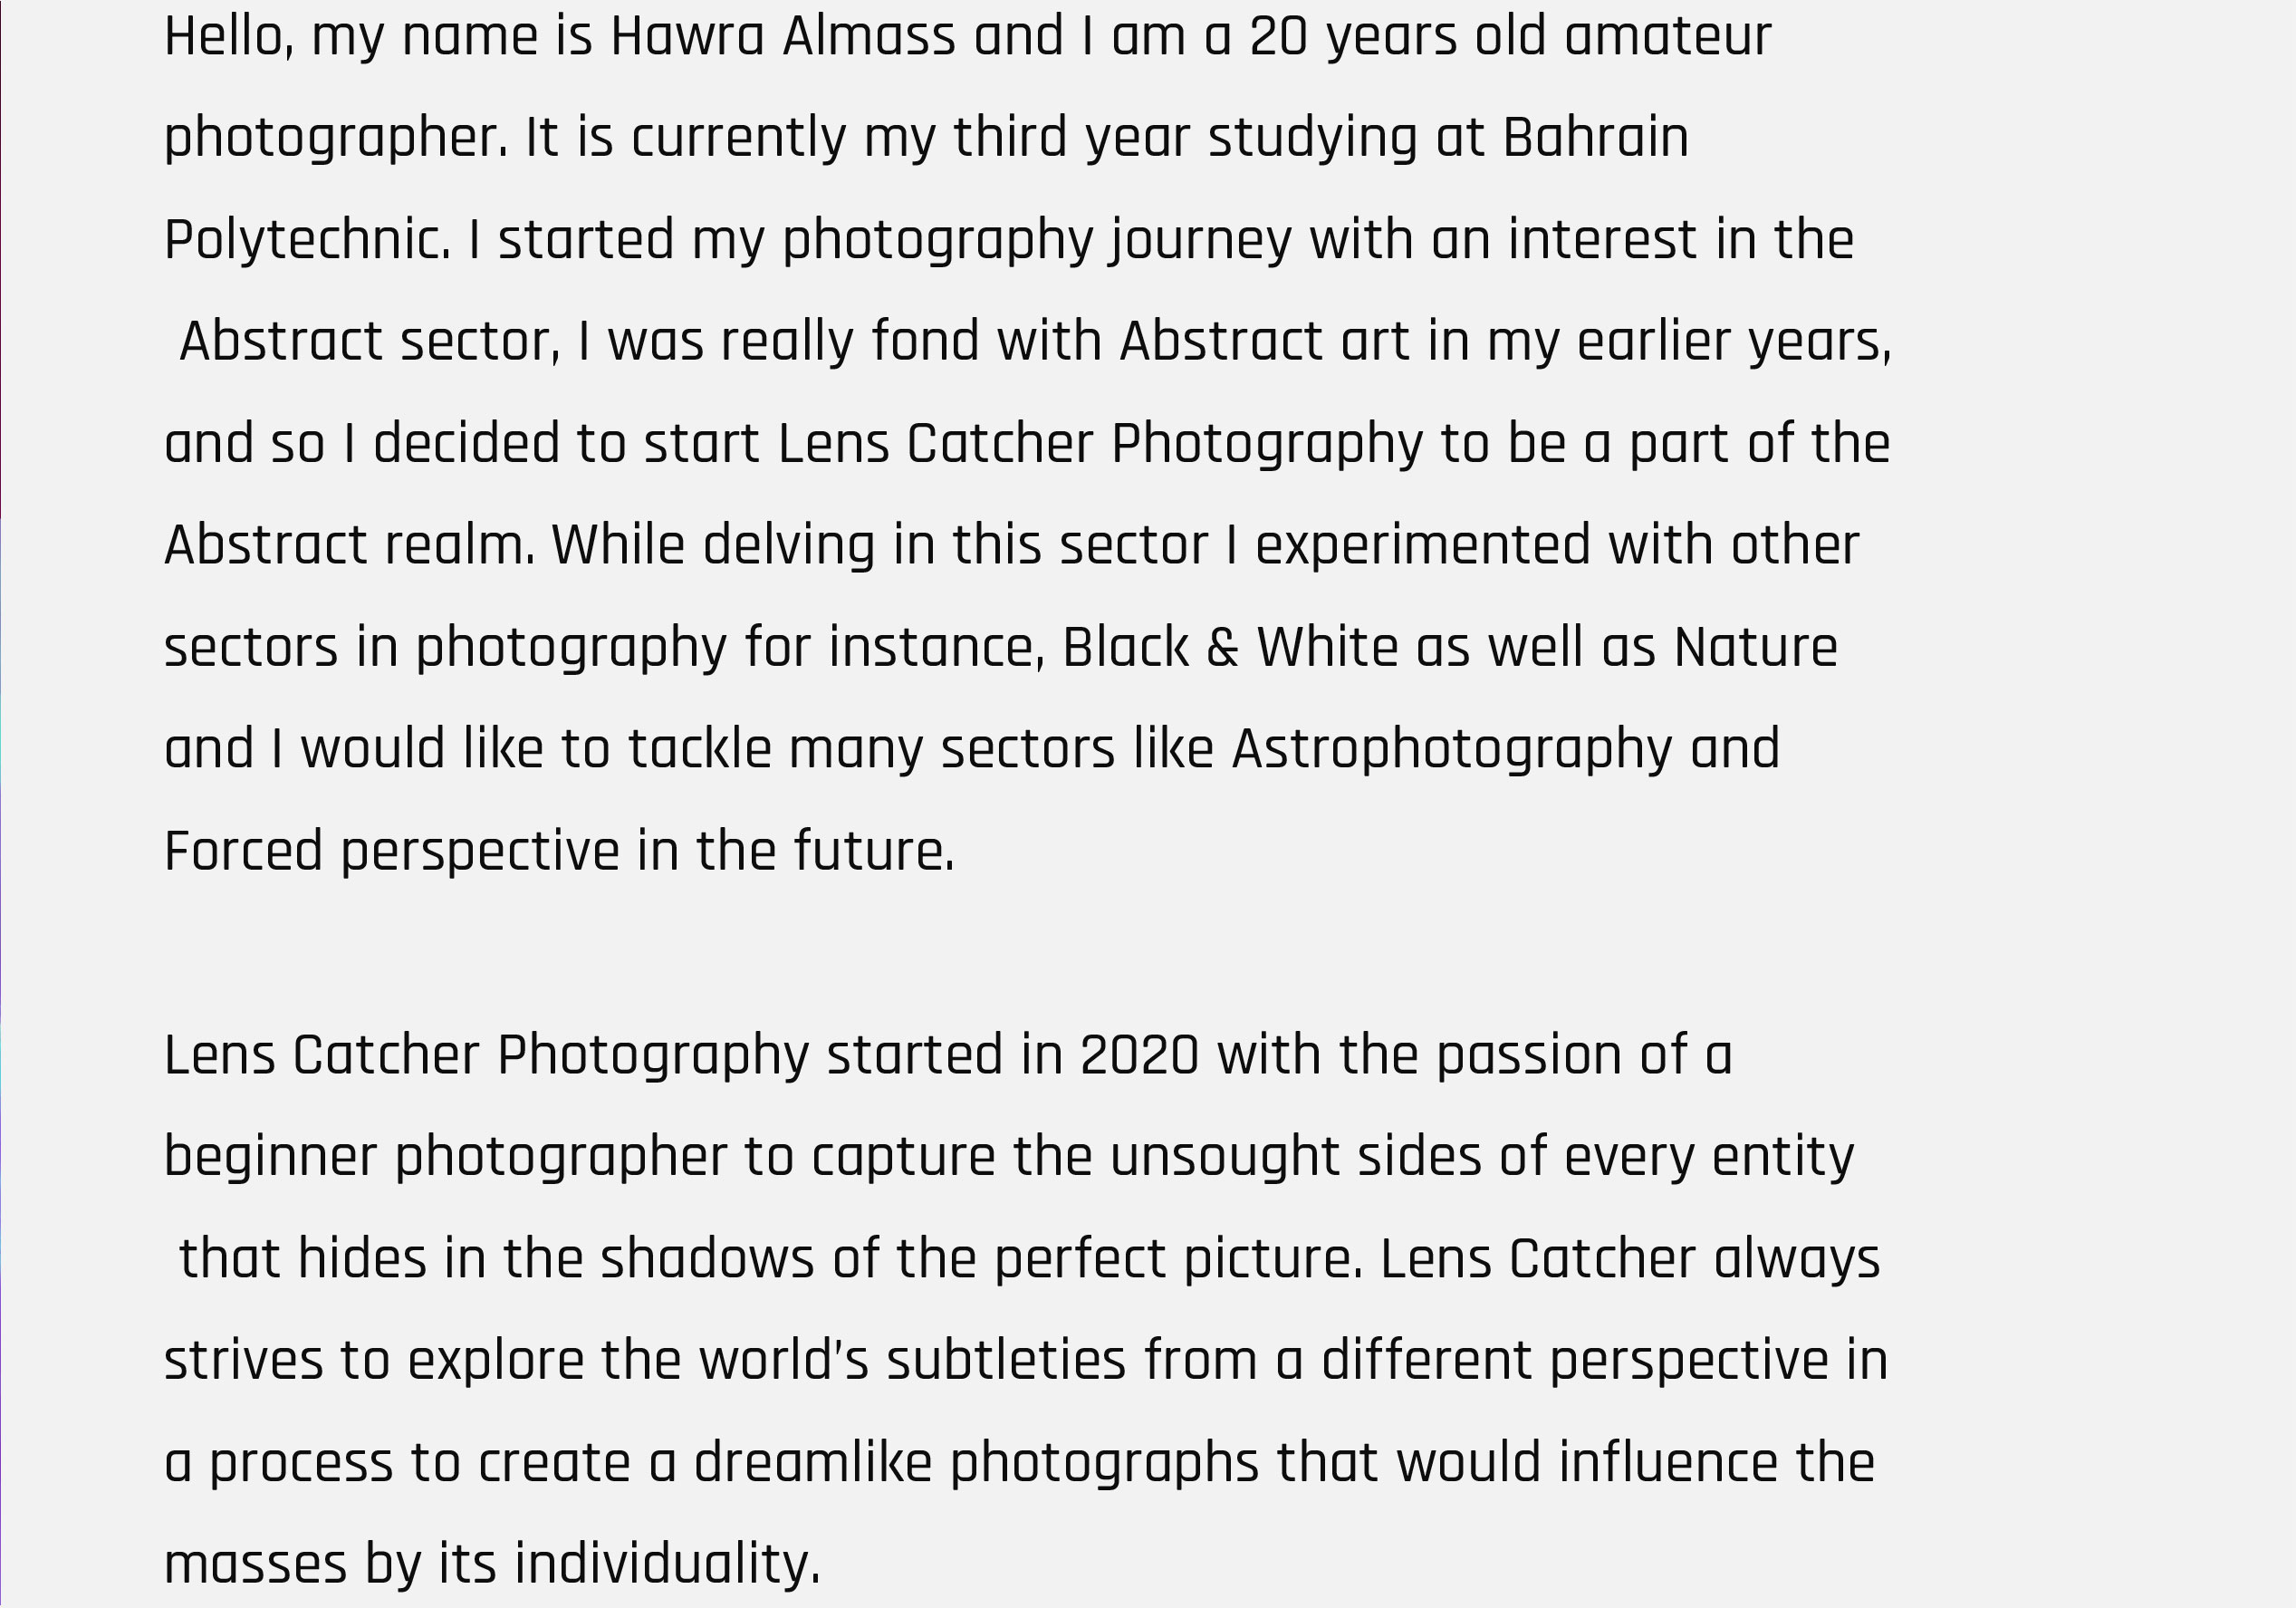 Hello, my name is Hawra Almass and I am a 20 years old amateur
photographer. It is currently my third year studying at Bahrain
Polytechnic. I started my photography journey with an interest in the
Abstract sector, I was really fond with Abstract art in my earlier years,
and so I decided to start Lens Catcher Photography to be a part of the
Abstract realm. While delving in this sector I experimented with other
sectors in photography for instance, Black & White as well as Nature
and I would like to tackle many sectors like Astrophotography and
Forced perspective in the future.
Lens Catcher Photography started in 2020 with the passion of a
beginner photographer to capture the unsought sides of every entity
that hides in the shadows of the perfect picture. Lens Catcher always
strives to explore the world's subtleties from a different perspective in
a process to create a dreamlike photographs that would influence the
masses by its individuality.